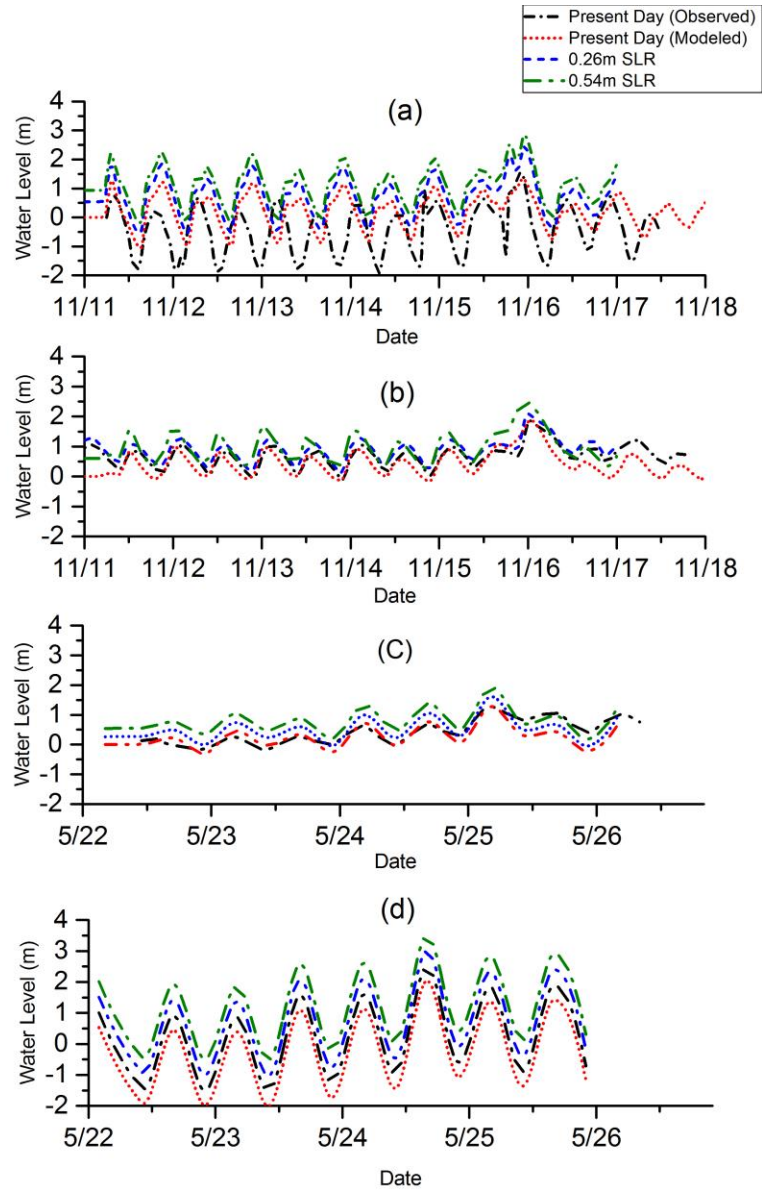 Present Day (Observed)
Present Day (Modeled)
0.26m SLR
0.54m SLR
(a)
Water Level (m)
4
3
2
1
0
-1
-2
11/11 11/12 11/13 11/14 11/15 11/16 11/17 11/18
Date
(b)
Water Level (m)
4
3
2
1
0
-1
-2
11/11 11/12 11/13 11/14 11/15 11/16 11/17 11/18
Date
(C)
Water Level (m)
4
3
2
1
0
-1
-2
5/22 5/23 5/24 5/25 5/26
Date
(d)
Water Level (m)
4
3
2
1
0
-1
-2
5/22 5/23 5/24 5/25 5/26
Date